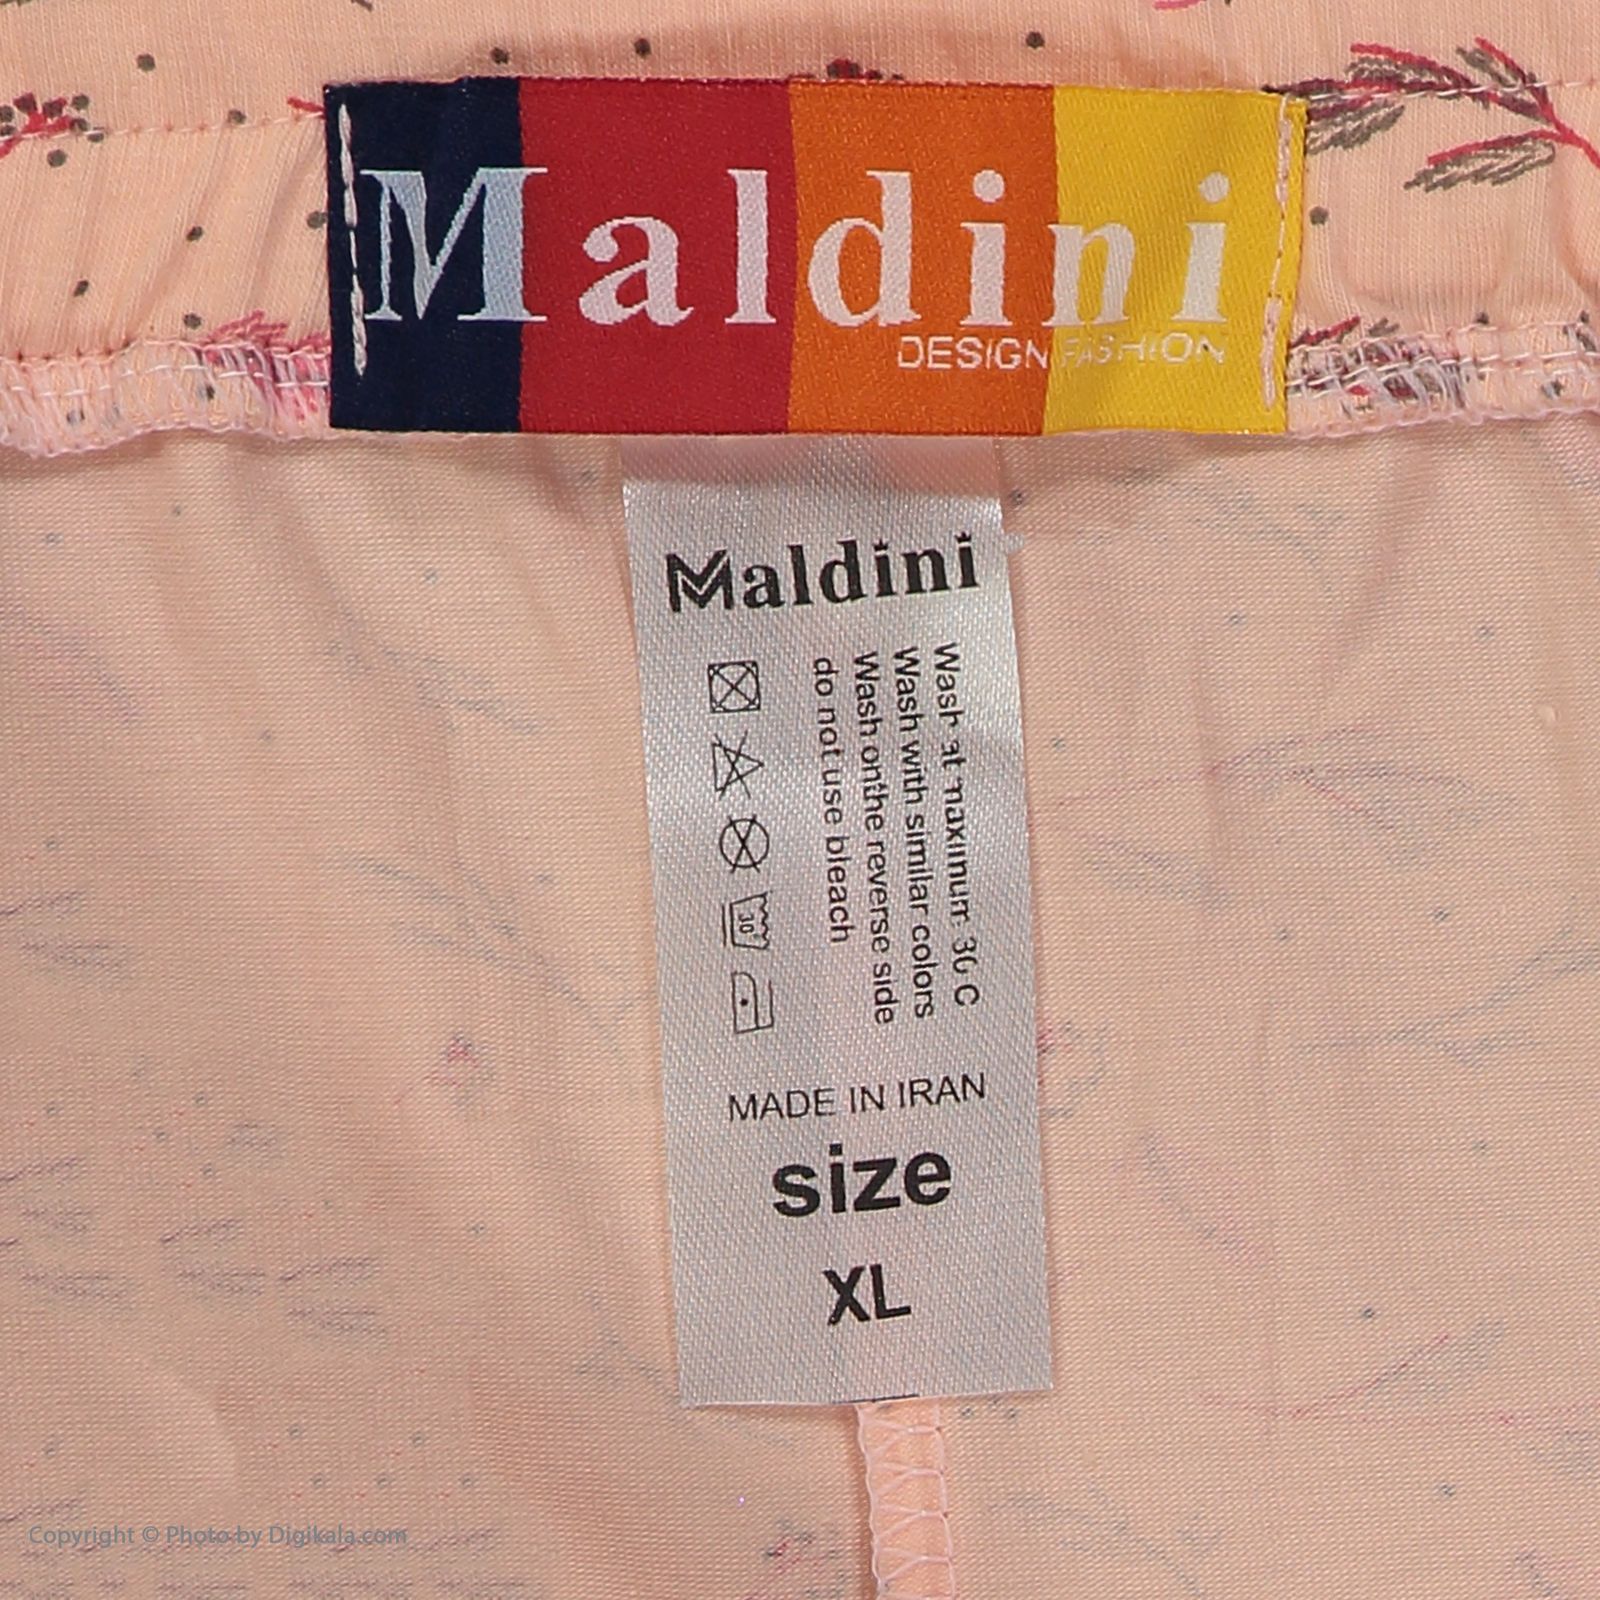 Maldini
DESIGN FASHION
Maldini
Wash at maximum 30 C
Wash with similar colors
Wash onthe reverse side
do not use bleach
30
MADE IN IRAN
size
XL
Copyright © Photo by Digikala.com